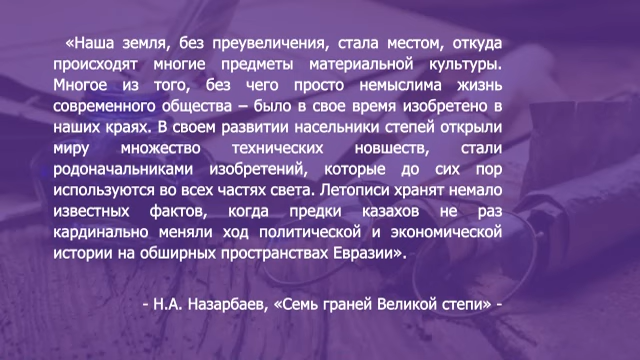 «Наша земля, без преувеличения, стала местом, откуда
происходят многие предметы материальной культуры.
Многое из того, без чего просто немыслима жизнь
современного общества – было в свое время изобретено в
наших краях. В своем развитии насельники степей открыли
миру множество технических новшеств, стали
родоначальниками изобретений, которые до сих пор
используются во всех частях света. Летописи хранят немало
известных фактов, когда предки казахов не раз
кардинально меняли ход политической и экономической
истории на обширных пространствах Евразии».
- Н.А. Назарбаев, «Семь граней Великой степи» -